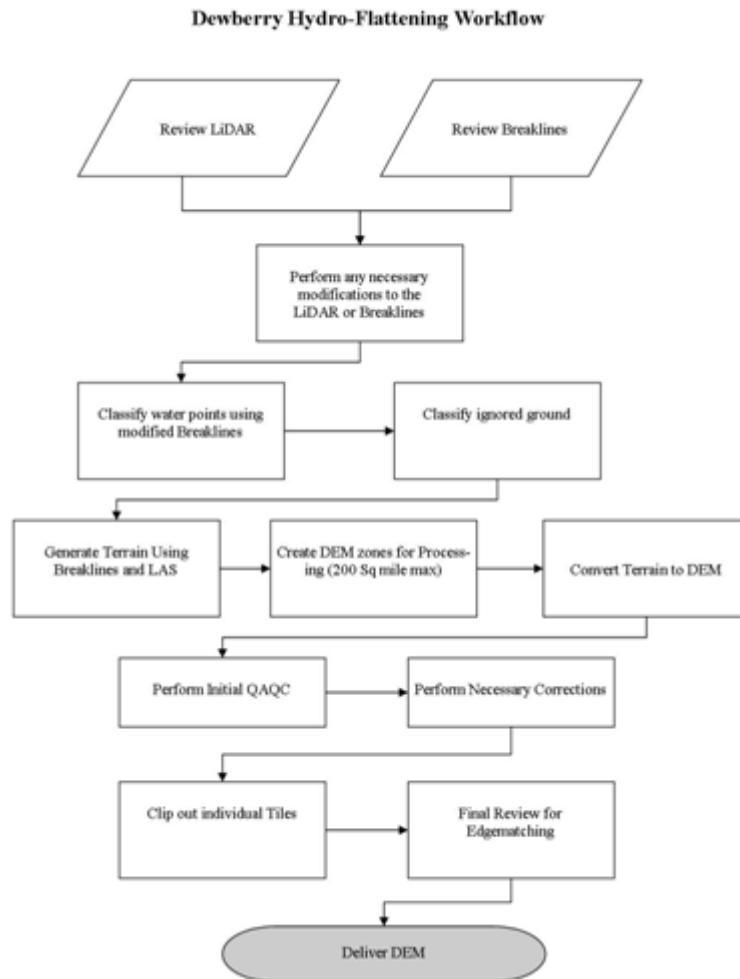 Dewberry Hydro-Flattening Workflow
Review LiDAR
Review Breaklines
Perform any necessary
modifications to the
LiDAR or Breaklines
Classify water points using
modified Breaklines
Classify ignored ground
Generate Terrain Using
Breaklines and LAS
Create DEM zones for Process-
ing (200 Sq mile max)
Convert Terrain to DEM
Perform Initial QAQC
Perform Necessary Corrections
Clip out individual Tiles
Final Review for
Edgematching
Deliver DEM